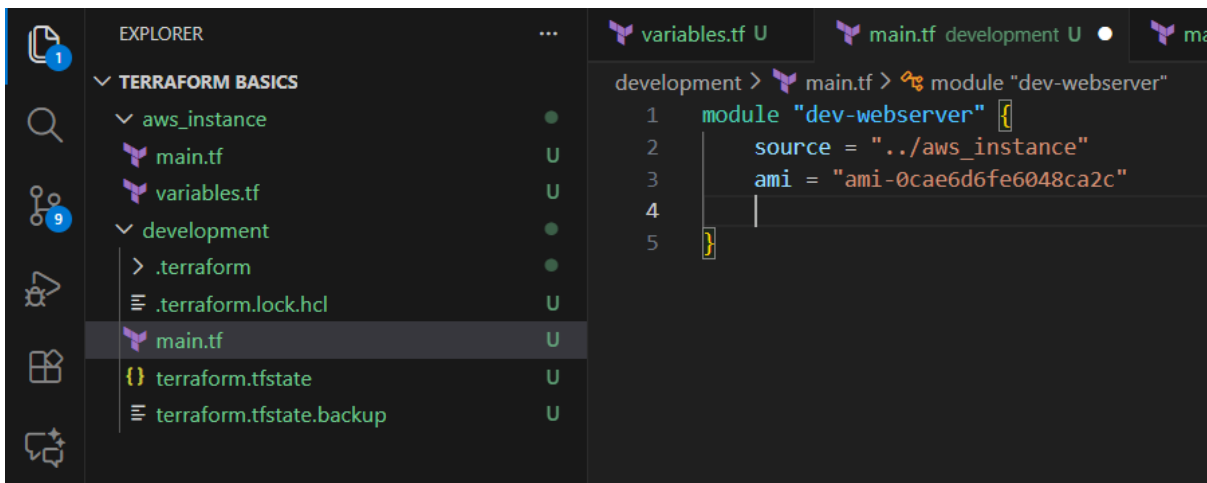 1
9
EXPLORER ...
TERRAFORM BASICS
aws_instance
main.tf U
variables.tf U
development
.terraform
.terraform.lock.hcl U
main.tf U
{} terraform.tfstate U
terraform.tfstate.backup U
variables.tf U
main.tf development U
ma
development > main.tf > module "dev-webserver"
1 module "dev-webserver" {
2 source = "../aws_instance"
3 ami = "ami-0cae6d6fe6048ca2c"
4
5 }